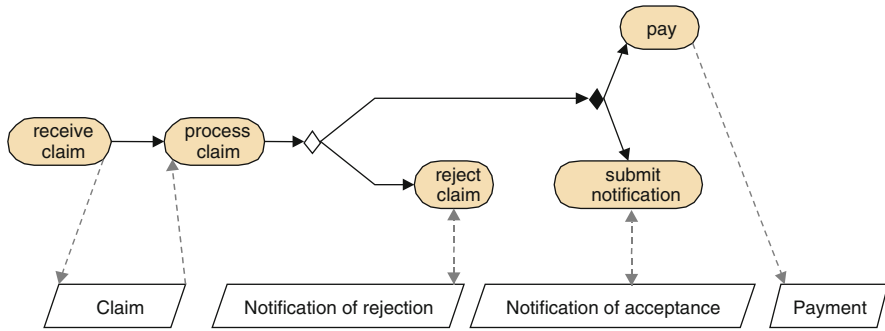 pay
receive
claim
process
claim
reject
claim
submit
notification
Claim
Notification of rejection
Notification of acceptance
Payment